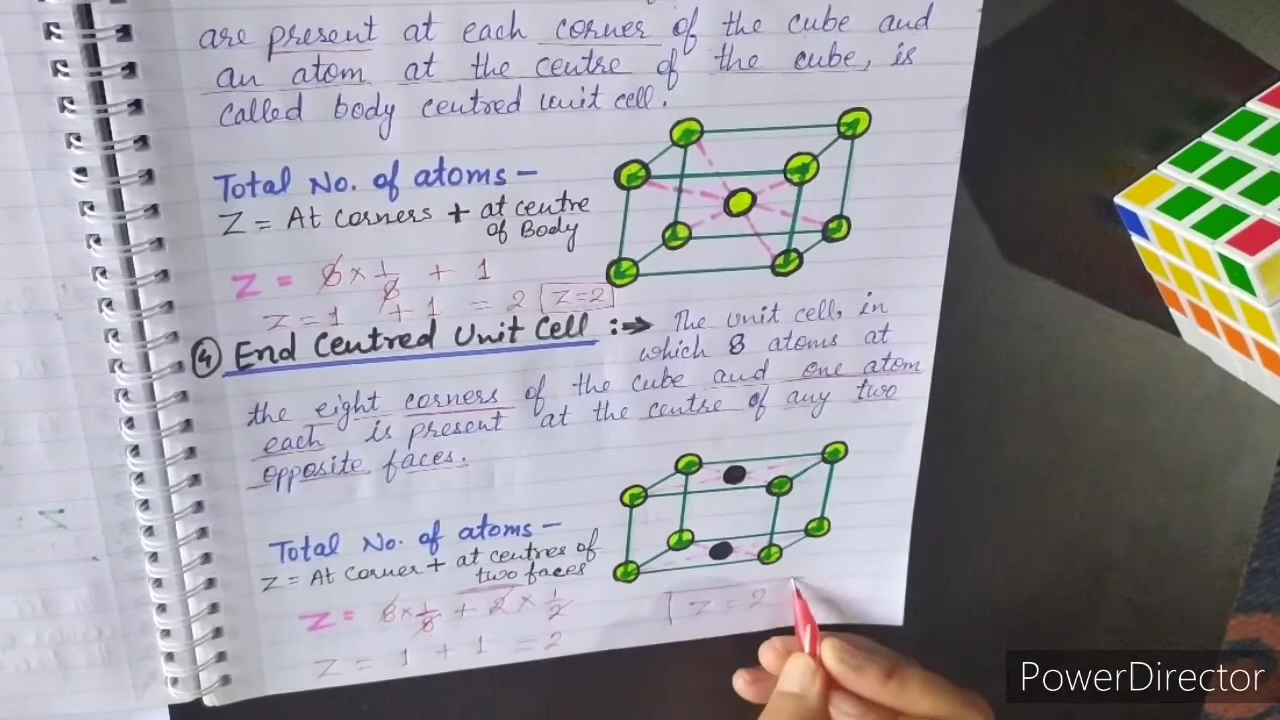 are present at each corner of the cube and
an atom at the centre of the cube, is
called body centred unit cell.
Total No. of atoms -
Z = At corners + at centre
of Body
Z = 8 × 1/8 + 1
Z = 1 + 1 = 2 Z=2
④ End Centred Unit Cell :⇒ The unit cell, in
which 8 atoms at
the eight corners of the cube and one atom
each is present at the centre of any two
opposite faces.
Total No. of atoms -
Z = At corner + at centres of
two faces
Z = 8 × 1/8 + 2 × 1/2
Z = 1 + 1 = 2
Z = 2
PowerDirector